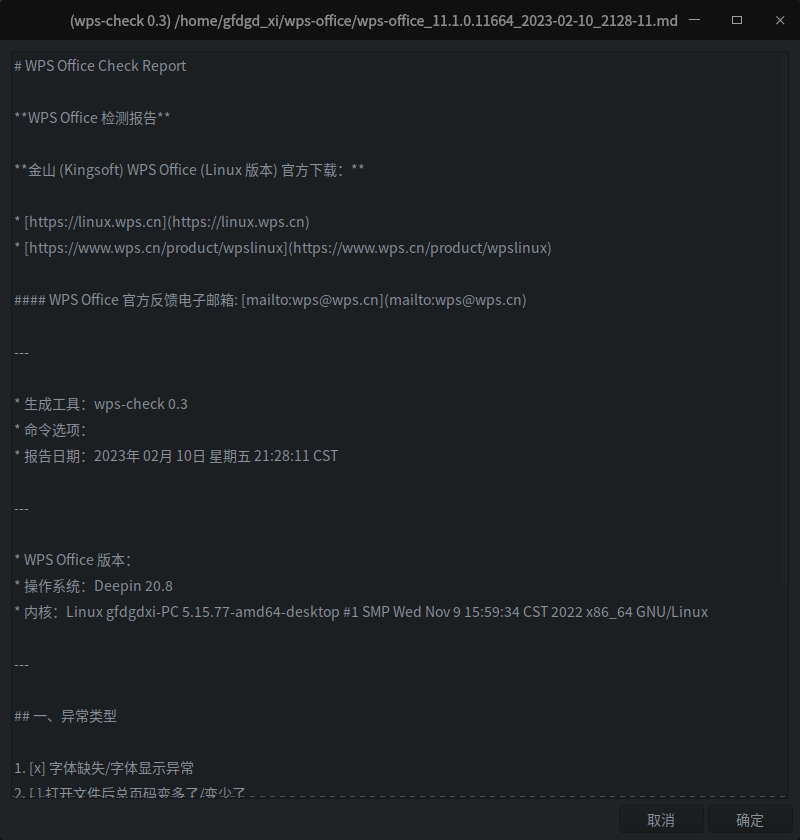 (wps-check 0.3) /home/gfdgd_xi/wps-office/wps-office_11.1.0.11664_2023-02-10_2128-11.md
# WPS Office Check Report
**WPS Office 检测报告**
**金山 (Kingsoft) WPS Office (Linux 版本) 官方下载：**
* [https://linux.wps.cn](https://linux.wps.cn)
* [https://www.wps.cn/product/wpslinux](https://www.wps.cn/product/wpslinux)
#### WPS Office 官方反馈电子邮箱: [mailto:wps@wps.cn](mailto:wps@wps.cn)
---
* 生成工具：wps-check 0.3
* 命令选项：
* 报告日期：2023年 02月 10日 星期五 21:28:11 CST
---
* WPS Office 版本：
* 操作系统：Deepin 20.8
* 内核：Linux gfdgdxi-PC 5.15.77-amd64-desktop #1 SMP Wed Nov 9 15:59:34 CST 2022 x86_64 GNU/Linux
---
## 一、异常类型
1. [x] 字体缺失/字体显示异常
2. [ ] 打开文件后总页码变多了/变少了
取消
确定